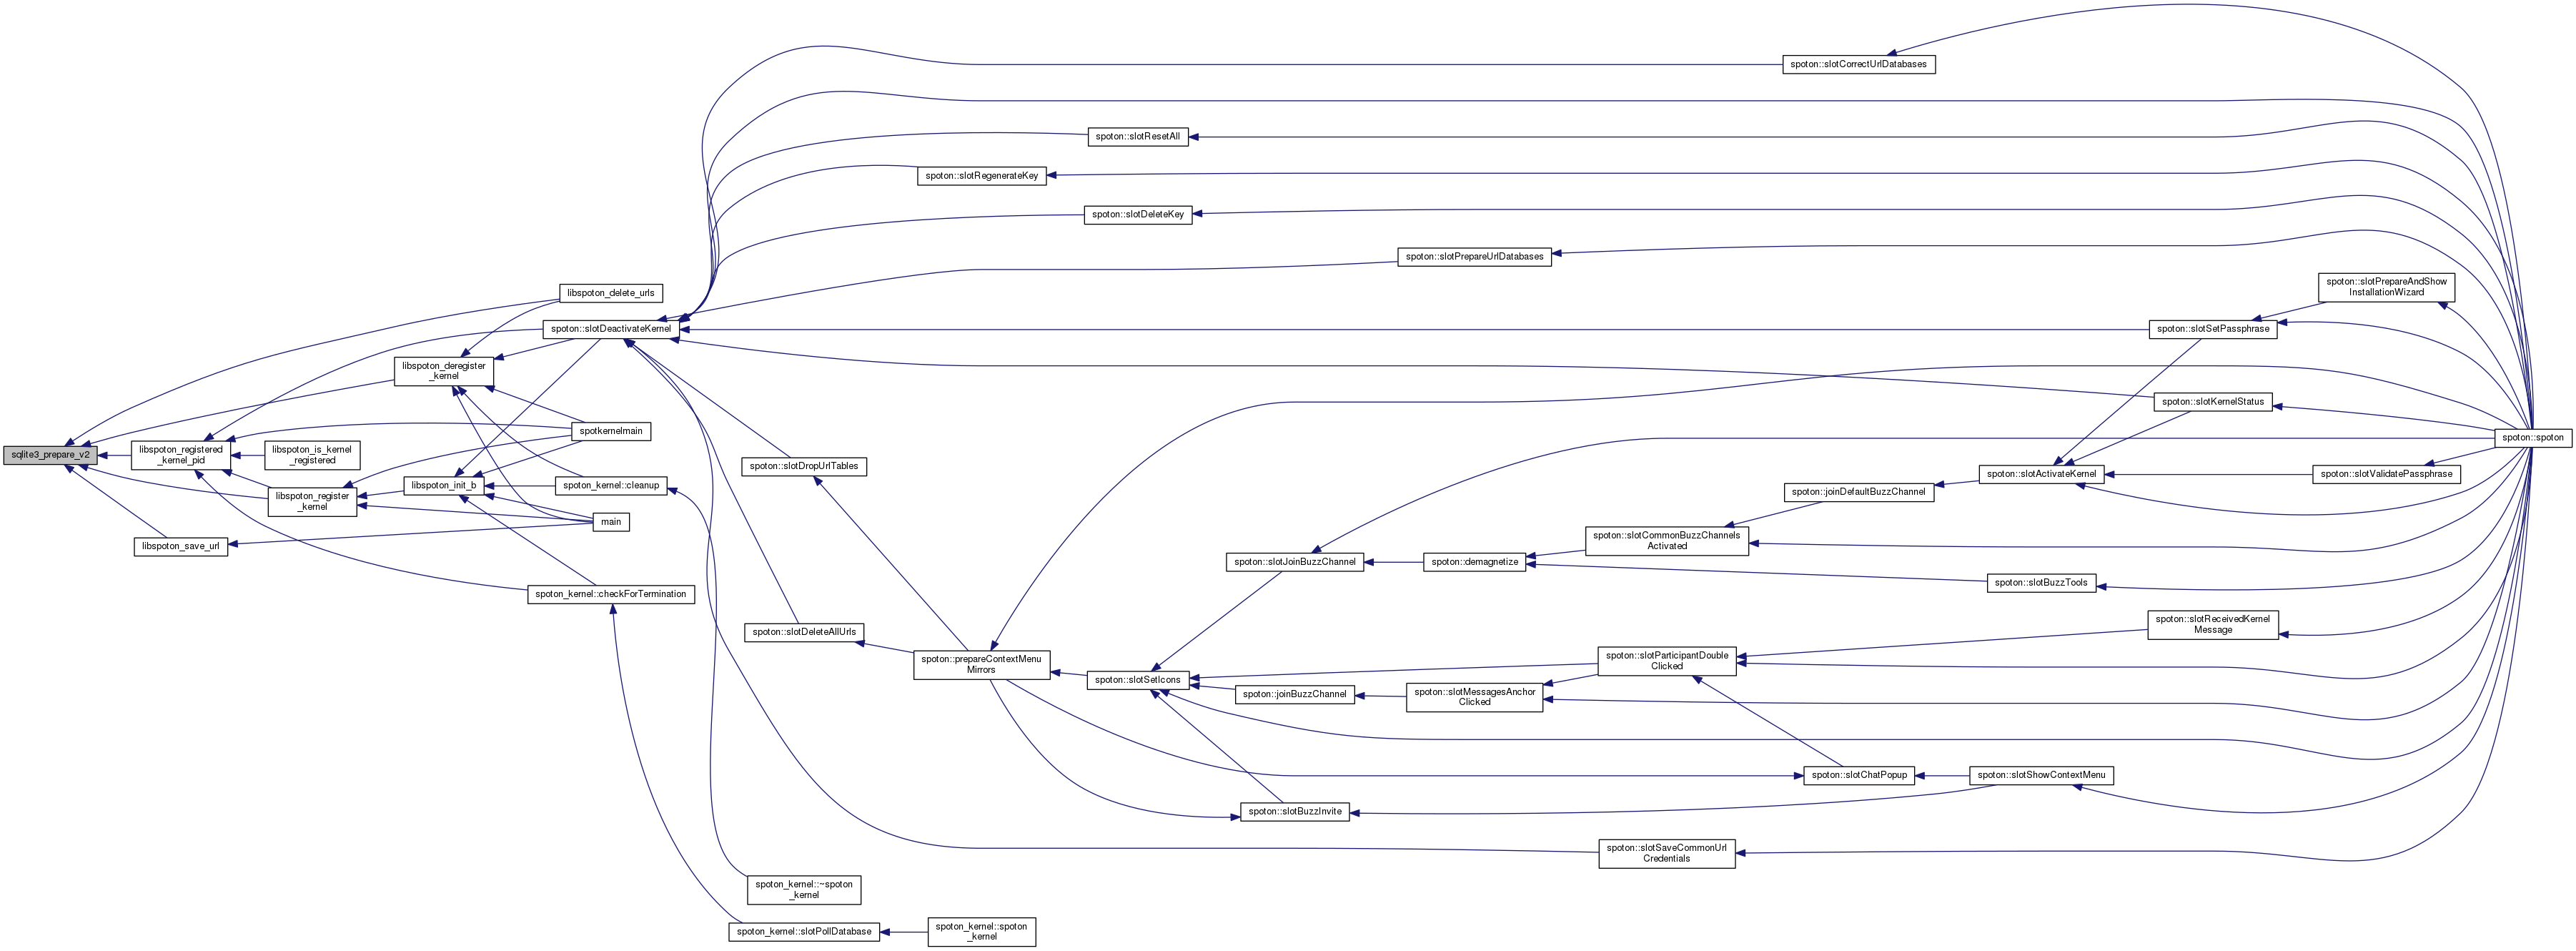 spoton::slotCorrectUrlDatabases
spoton::slotResetAll
spoton::slotRegenerateKey
spoton::slotDeleteKey
spoton::slotPrepareUrlDatabases
spoton::slotPrepareAndShow
InstallationWizard
libspoton_delete_urls
spoton::slotDeactivateKernel
spoton::slotSetPassphrase
libspoton_deregister
_kernel
spoton::slotKernelStatus
spotkernelmain
spoton::spoton
sqlite3_prepare_v2
libspoton_registered
_kernel_pid
libspoton_is_kernel
_registered
spoton::slotDropUrlTables
spoton::slotActivateKernel
spoton::slotValidatePassphrase
libspoton_register
_kernel
libspoton_init_b
spoton_kernel::cleanup
spoton::joinDefaultBuzzChannel
main
libspoton_save_url
spoton::slotCommonBuzzChannels
Activated
spoton::slotJoinBuzzChannel
spoton::demagnetize
spoton::slotBuzzTools
spoton_kernel::checkForTermination
spoton::slotReceivedKernel
Message
spoton::slotDeleteAllUrls
spoton::prepareContextMenu
Mirrors
spoton::slotSetIcons
spoton::slotParticipantDouble
Clicked
spoton::joinBuzzChannel
spoton::slotMessagesAnchor
Clicked
spoton::slotChatPopup
spoton::slotShowContextMenu
spoton::slotBuzzInvite
spoton::slotSaveCommonUrl
Credentials
spoton_kernel::~spoton
_kernel
spoton_kernel::slotPollDatabase
spoton_kernel::spoton
_kernel